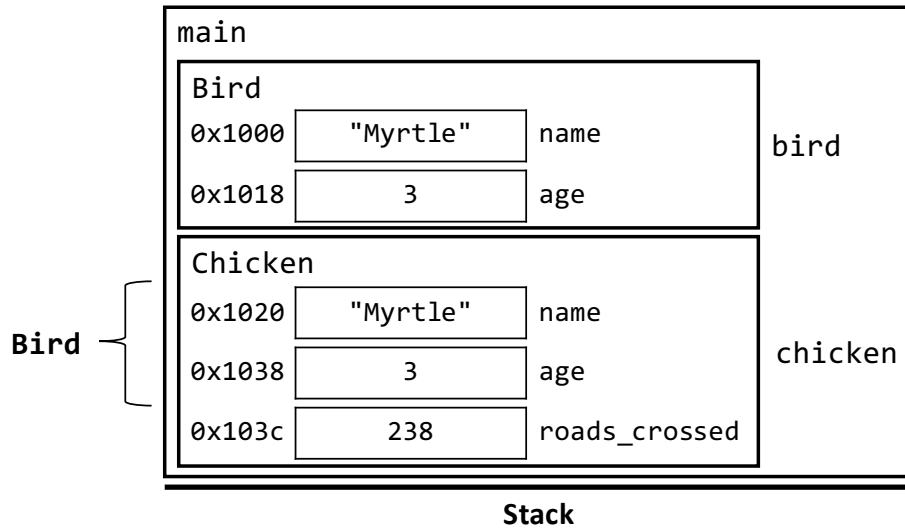 main
Bird
0x1000 "Myrtle" name
bird
0x1018 3 age
Chicken
0x1020 "Myrtle" name
Bird
chicken
0x1038 3 age
0x103c 238 roads_crossed
Stack